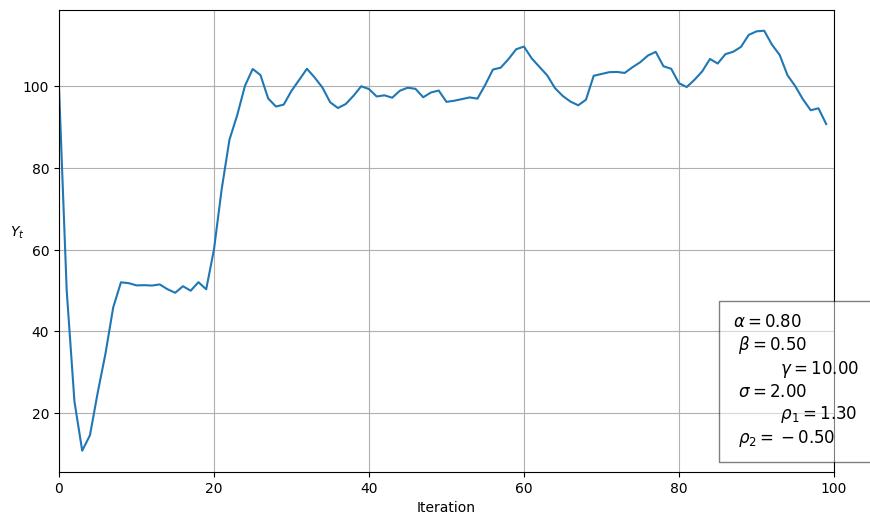 100
80
60
40
20
Y_t
0 20 40 60 80 100
Iteration
α = 0.80
β = 0.50
γ = 10.00
σ = 2.00
ρ₁ = 1.30
ρ₂ = −0.50